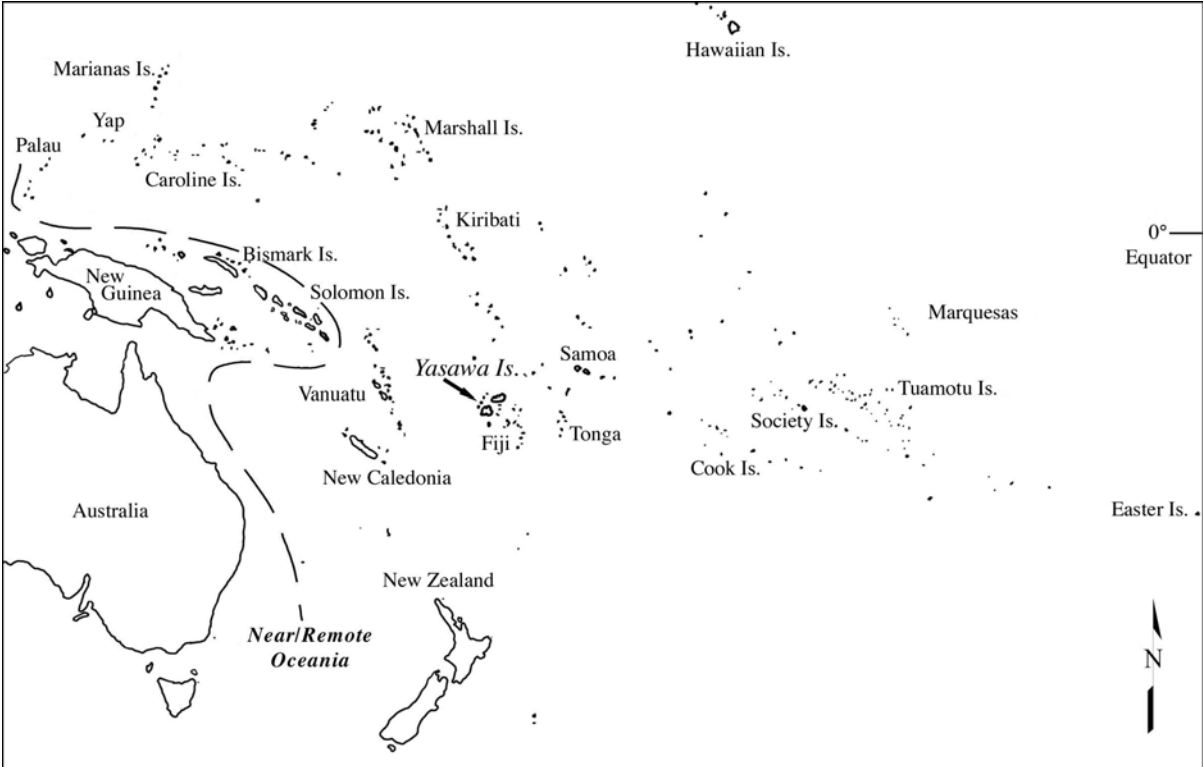 Hawaiian Is.
Marianas Is.
Yap
Marshall Is.
Palau
Caroline Is.
Kiribati
0°
Equator
Bismark Is.
New
Guinea
Solomon Is.
Marquesas
Samoa
Yasawa Is.
Vanuatu
Tuamotu Is.
Society Is.
Fiji
Tonga
Cook Is.
New Caledonia
Australia
Easter Is.
New Zealand
Near/Remote
Oceania
N